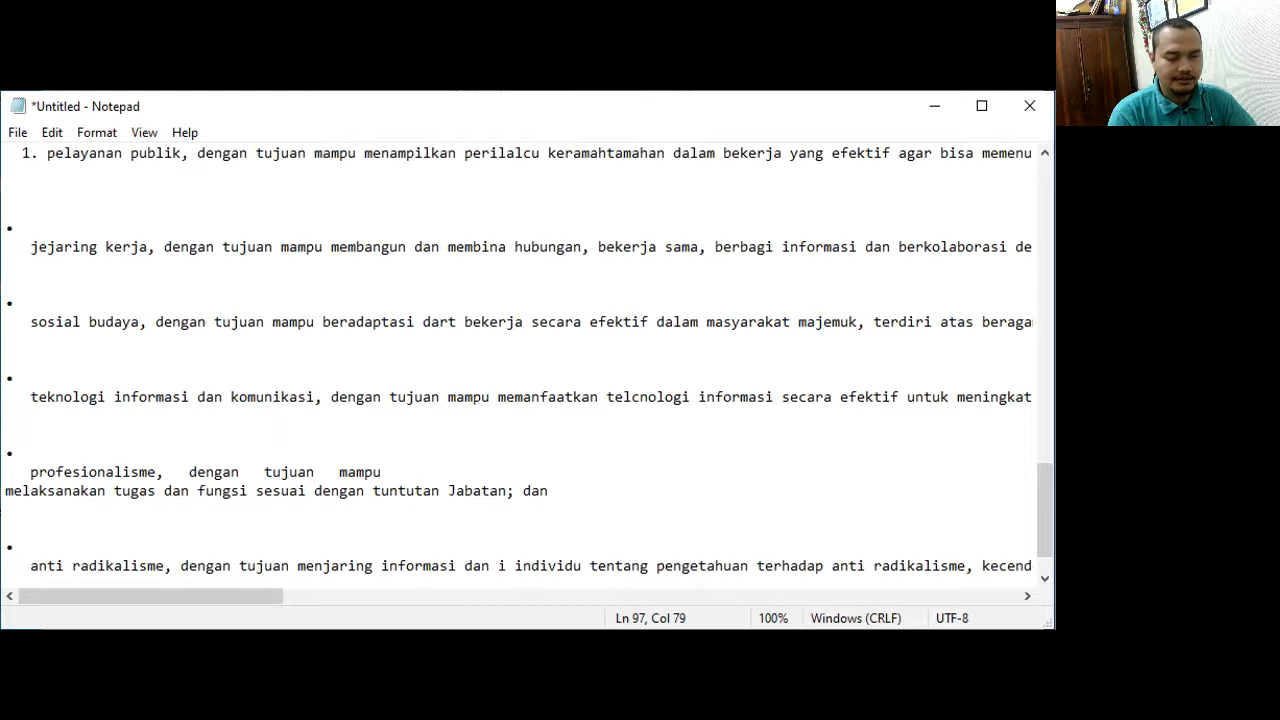 *Untitled - Notepad
File Edit Format View Help
1. pelayanan publik, dengan tujuan mampu menampilkan perilalcu keramahtamahan dalam bekerja yang efektif agar bisa memenu
•
jejaring kerja, dengan tujuan mampu membangun dan membina hubungan, bekerja sama, berbagi informasi dan berkolaborasi de
•
sosial budaya, dengan tujuan mampu beradaptasi dart bekerja secara efektif dalam masyarakat majemuk, terdiri atas beraga
•
teknologi informasi dan komunikasi, dengan tujuan mampu memanfaatkan telcnologi informasi secara efektif untuk meningkat
•
profesionalisme, dengan tujuan mampu
melaksanakan tugas dan fungsi sesuai dengan tuntutan Jabatan; dan
•
anti radikalisme, dengan tujuan menjaring informasi dan i individu tentang pengetahuan terhadap anti radikalisme, kecend
Ln 97, Col 79 100% Windows (CRLF) UTF-8